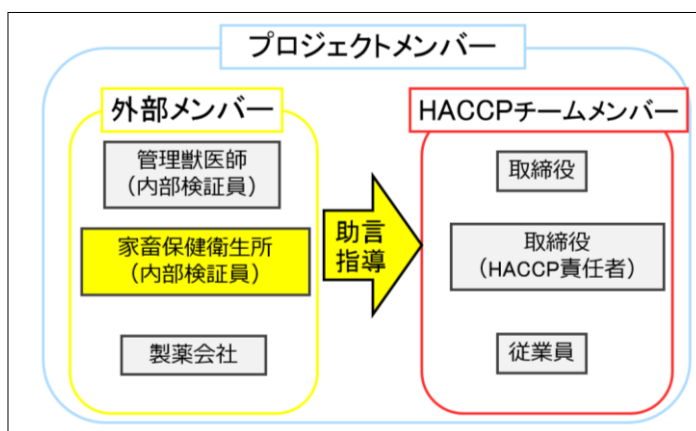 プロジェクトメンバー
外部メンバー
管理獣医師
(内部検証員)
家畜保健衛生所
(内部検証員)
製薬会社
助言
指導
HACCPチームメンバー
取締役
取締役
(HACCP責任者)
従業員